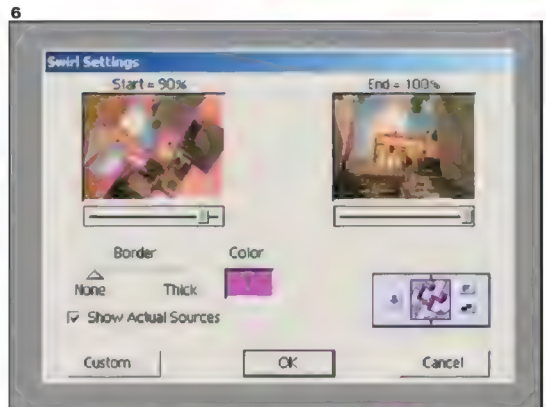 6
Swirl Settings
Start = 90%
End = 100%
Border
Color
None
Thick
Show Actual Sources
Custom
OK
Cancel